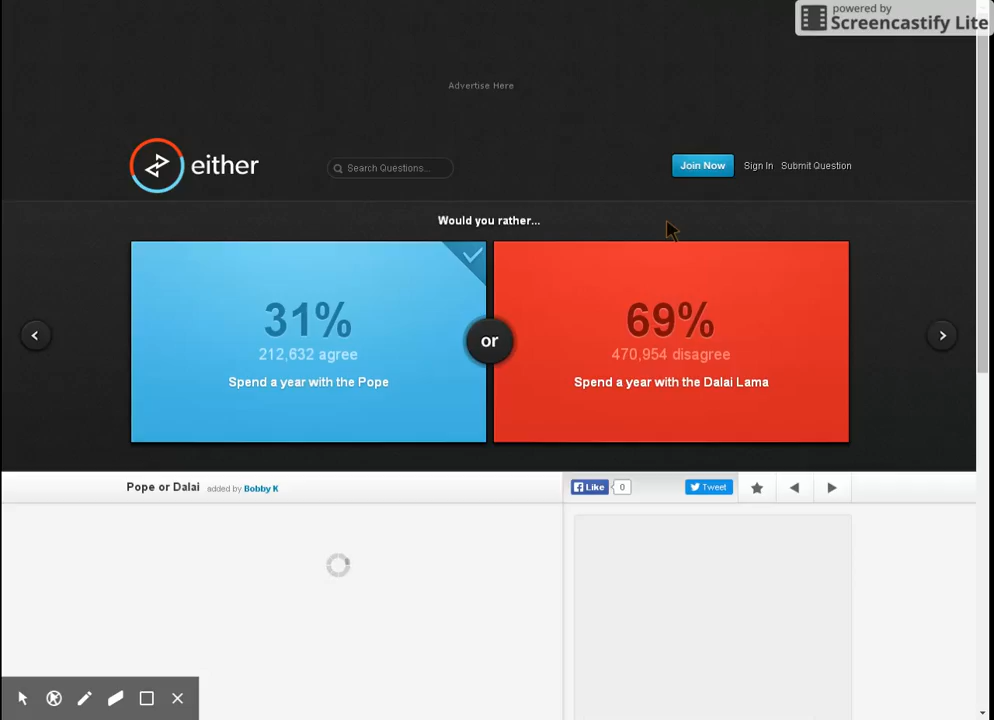 powered by
Screencastify Lite
Advertise Here
either
Search Questions...
Join Now
Sign In
Submit Question
Would you rather...
31%
212,632 agree
Spend a year with the Pope
or
69%
470,954 disagree
Spend a year with the Dalai Lama
Pope or Dalai added by Bobby K
Like 0
Tweet